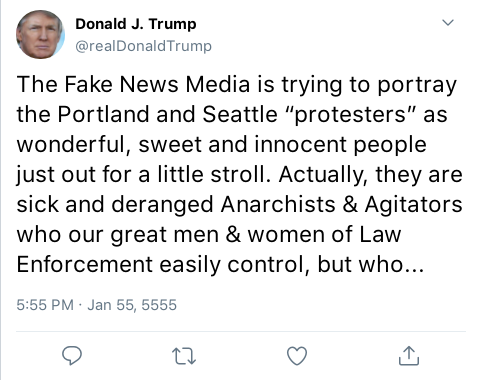 Donald J. Trump
@realDonaldTrump
The Fake News Media is trying to portray
the Portland and Seattle “protesters” as
wonderful, sweet and innocent people
just out for a little stroll. Actually, they are
sick and deranged Anarchists & Agitators
who our great men & women of Law
Enforcement easily control, but who...
5:55 PM · Jan 55, 5555